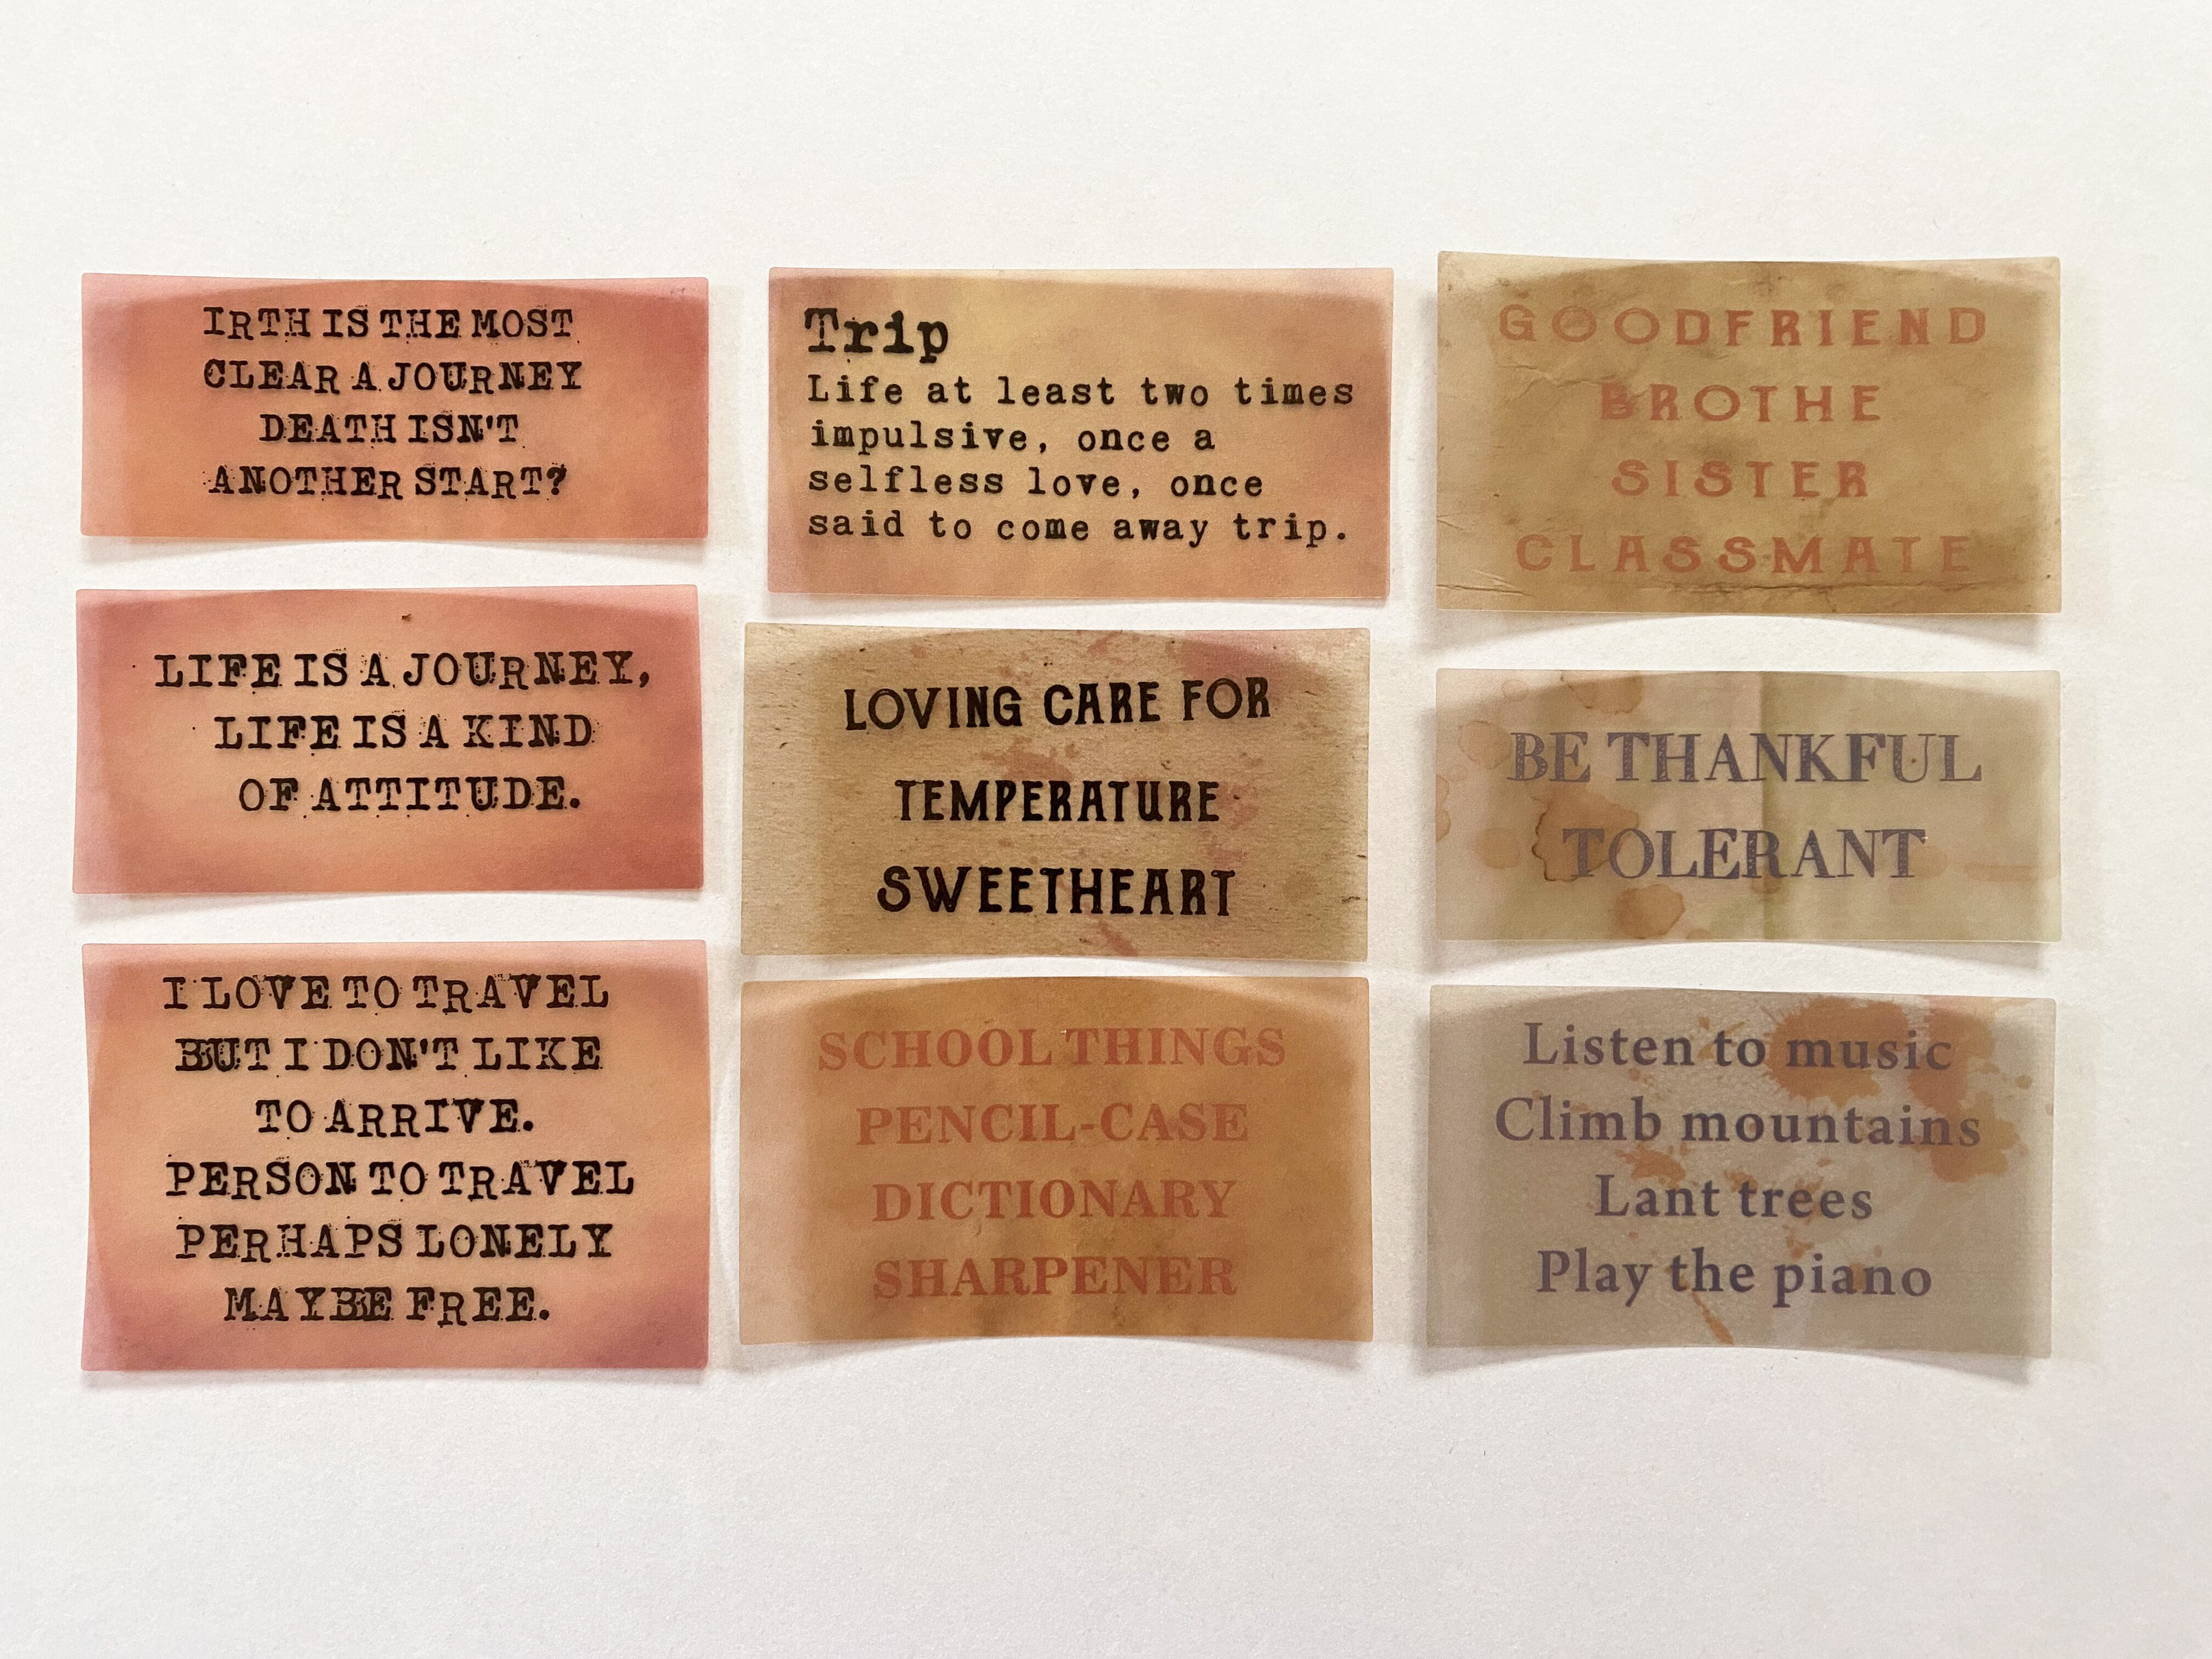 IRTH IS THE MOST
CLEAR A JOURNEY
DEATH ISN'T
ANOTHER START?
LIFE IS A JOURNEY,
LIFE IS A KIND
OF ATTITUDE.
I LOVE TO TRAVEL
BUT I DON'T LIKE
TO ARRIVE.
PERSON TO TRAVEL
PERHAPS LONELY
MAYBE FREE.
Trip
Life at least two times
impulsive, once a
selfless love, once
said to come away trip.
LOVING CARE FOR
TEMPERATURE
SWEETHEART
SCHOOL THINGS
PENCIL-CASE
DICTIONARY
SHARPENER
GOODFRIEND
BROTHE
SISTER
CLASSMATE
BE THANKFUL
TOLERANT
Listen to music
Climb mountains
Lant trees
Play the piano